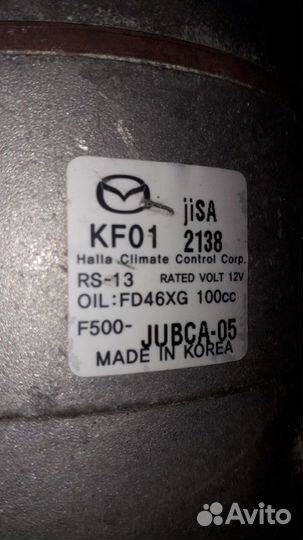 jiSA
KF01 2138
Halla Climate Control Corp.
RS-13 RATED VOLT 12V
OIL:FD46XG 100cc
F500-JUBCA-05
MADE IN KOREA
Avito